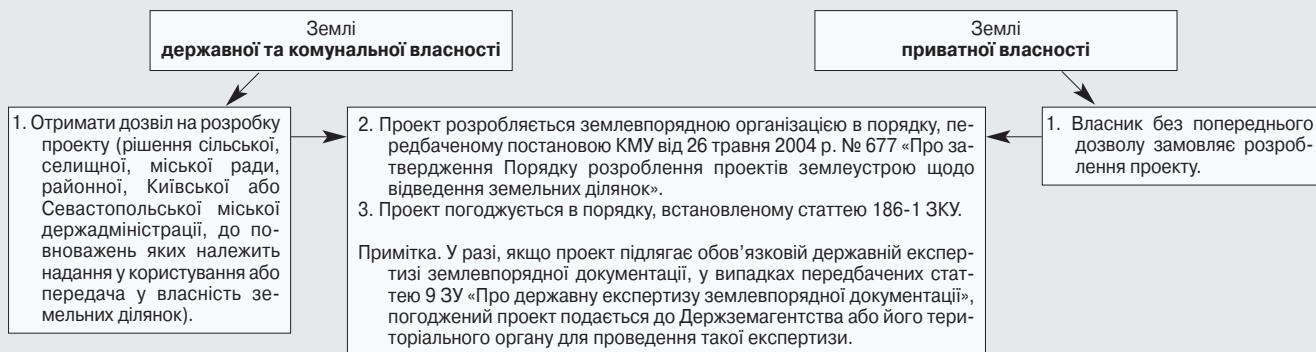 Землі
державної та комунальної власності
Землі
приватної власності
1. Отримати дозвіл на розробку
проекту (рішення сільської,
селищної, міської ради,
районної, Київської або
Севастопольської міської
держадміністрації, до по-
вноважень яких належить
надання у користування або
передача у власність зе-
мельних ділянок).
2. Проект розробляється землевпорядною організацією в порядку, пе-
редбаченому постановою КМУ від 26 травня 2004 р. № 677 «Про за-
твердження Порядку розроблення проектів землеустрою щодо
відведення земельних ділянок».
3. Проект погоджується в порядку, встановленому статтею 186-1 ЗКУ.
Примітка. У разі, якщо проект підлягає обов’язковій державній експер-
тизі землевпорядної документації, у випадках передбачених стат-
тею 9 ЗУ «Про державну експертизу землевпорядної документації»,
погоджений проект подається до Держземагентства або його тери-
торіального органу для проведення такої експертизи.
1. Власник без попереднього
дозволу замовляє розроб-
лення проекту.